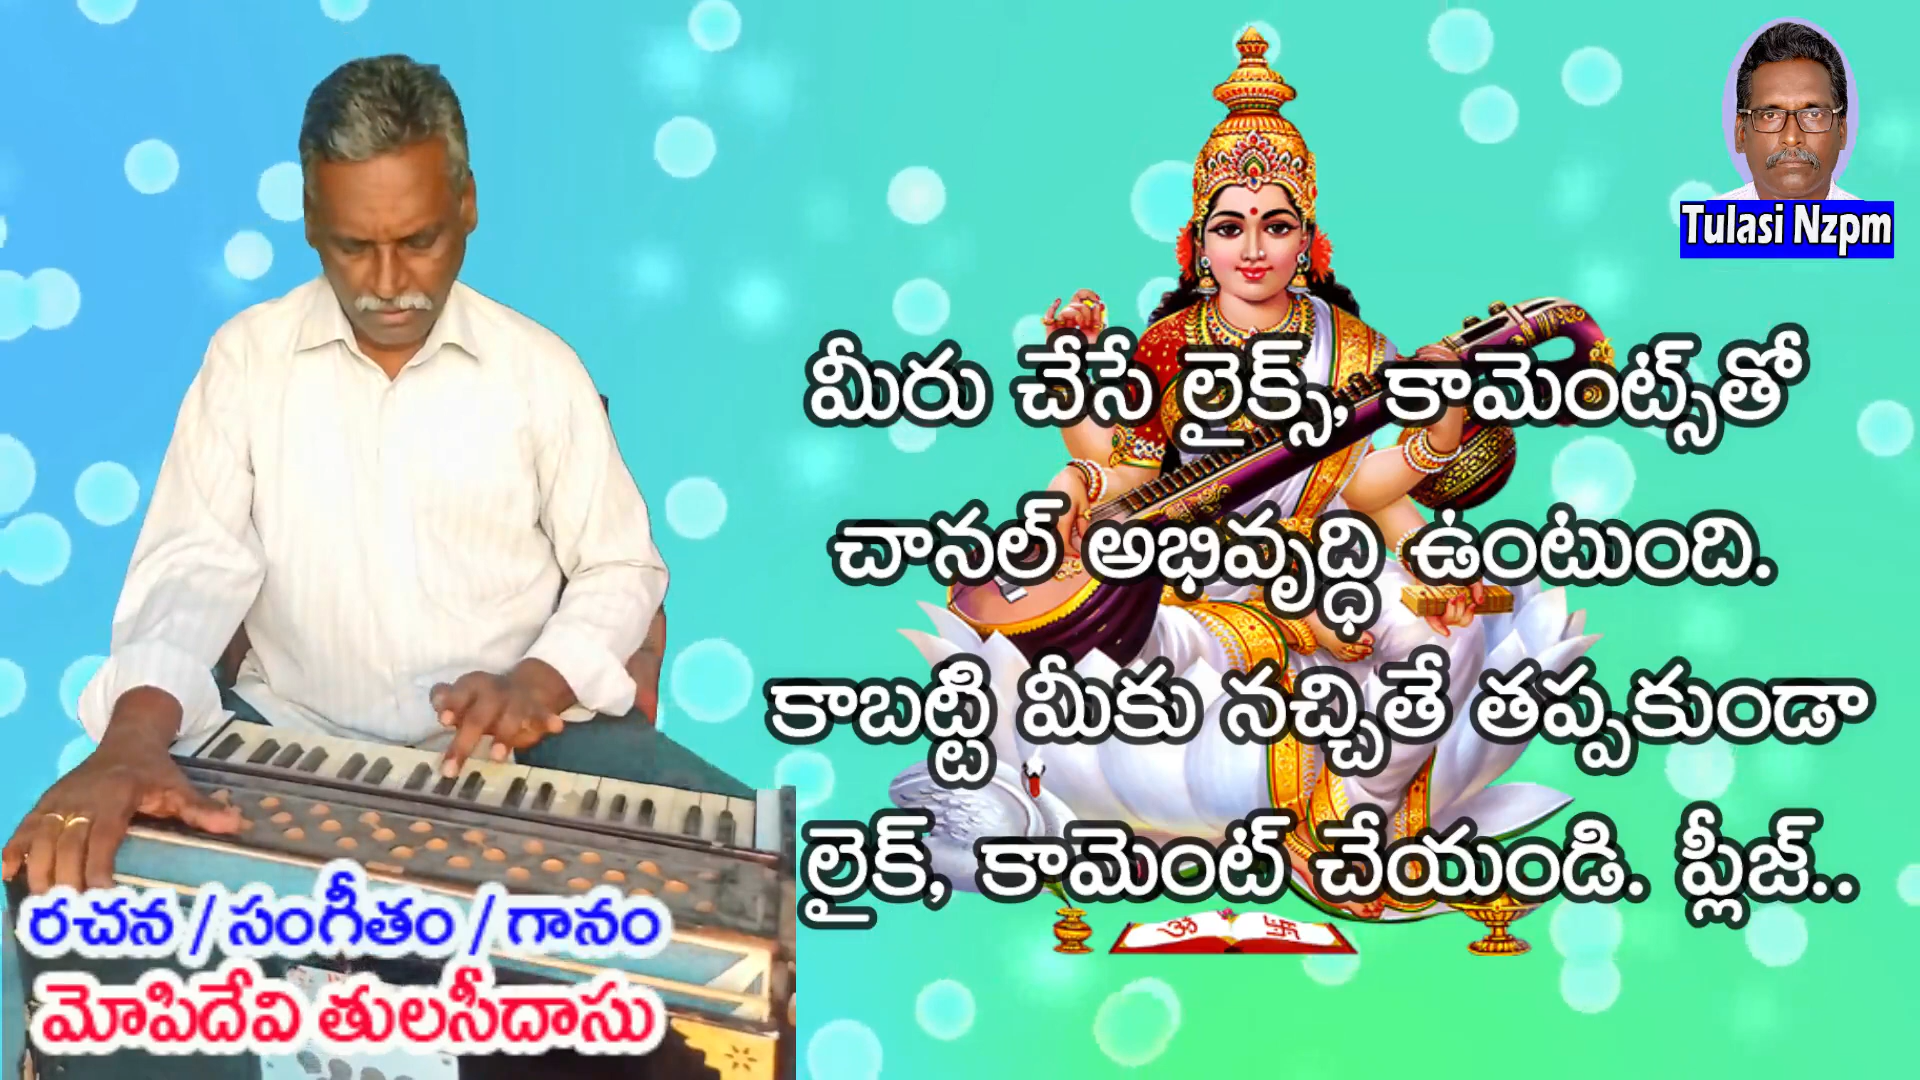 Tulasi Nzpm
మీరు చేసే లైక్స్, కామెంట్స్‌తో
చానల్ అభివృద్ధి ఉంటుంది.
కాబట్టి మీకు నచ్చితే తప్పకుండా
లైక్, కామెంట్ చేయండి. ప్లీజ్..
రచన / సంగీతం / గానం
మోపిదేవి తులసీదాసు
ॐ